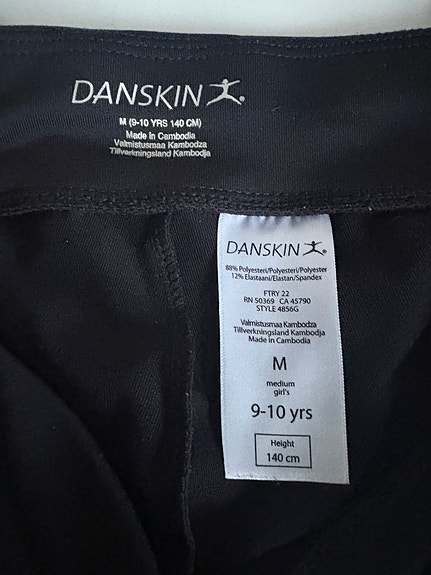 DANSKIN®
M (9-10 YRS 140 CM)
Made in Cambodia
Valmistusmaa Kambodza
Tillverkningsland Kambodja
DANSKIN®
88% Polyesteri/Polyester/Polyester
12% Elastaani/Elastan/Spandex
FTRY 22
RN 50369 CA 45790
STYLE 4856G
Valmistusmaa Kambodza
Tillverkningsland Kambodja
Made in Cambodia
M
medium
girl's
9-10 yrs
Height
140 cm